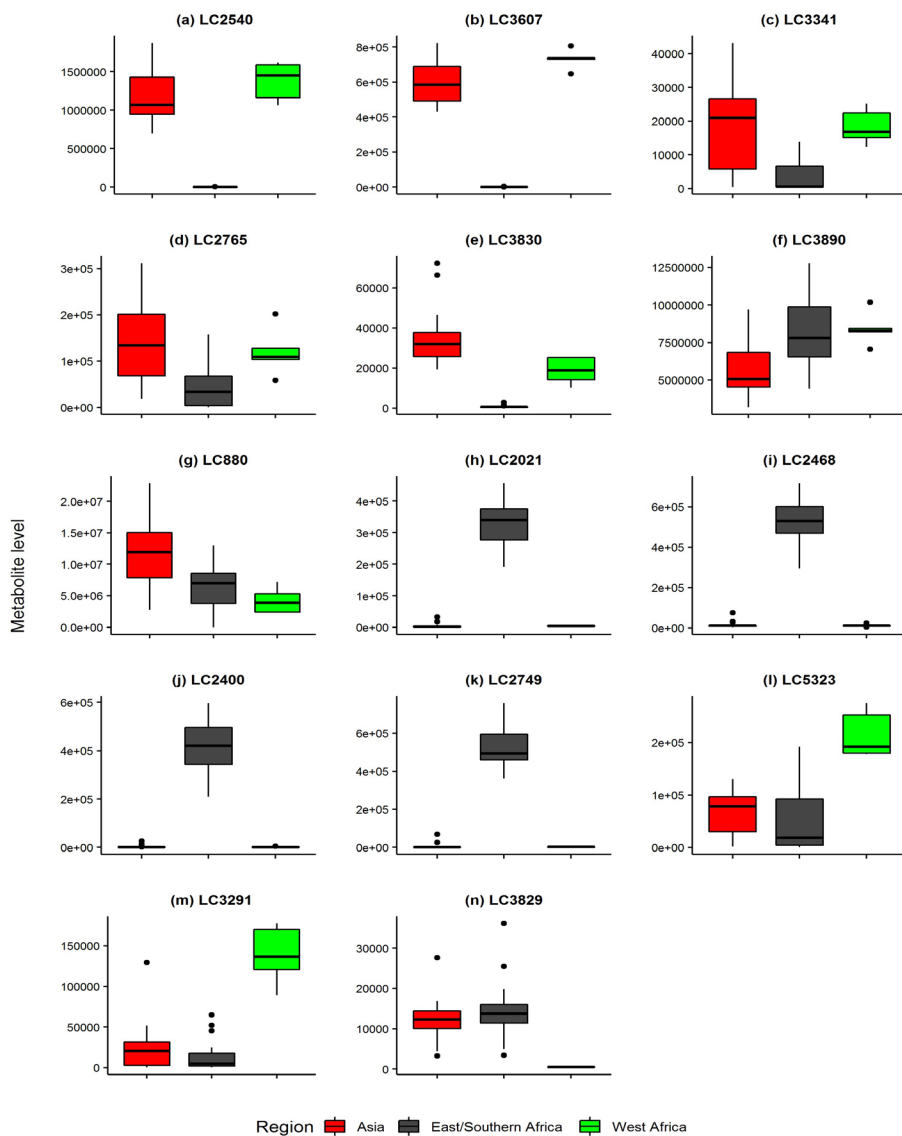 (a) LC2540
1500000
1000000
500000
0
(b) LC3607
8e+05
6e+05
4e+05
2e+05
0e+00
(c) LC3341
40000
30000
20000
10000
0
(d) LC2765
3e+05
2e+05
1e+05
0e+00
(e) LC3830
60000
40000
20000
0
(f) LC3890
12500000
10000000
7500000
5000000
Metabolite level
(g) LC880
2.0e+07
1.5e+07
1.0e+07
5.0e+06
0.0e+00
(h) LC2021
4e+05
3e+05
2e+05
1e+05
0e+00
(i) LC2468
6e+05
4e+05
2e+05
0e+00
(j) LC2400
6e+05
4e+05
2e+05
0e+00
(k) LC2749
6e+05
4e+05
2e+05
0e+00
(l) LC5323
2e+05
1e+05
0e+00
(m) LC3291
150000
100000
50000
0
(n) LC3829
30000
20000
10000
0
Region Asia East/Southern Africa West Africa